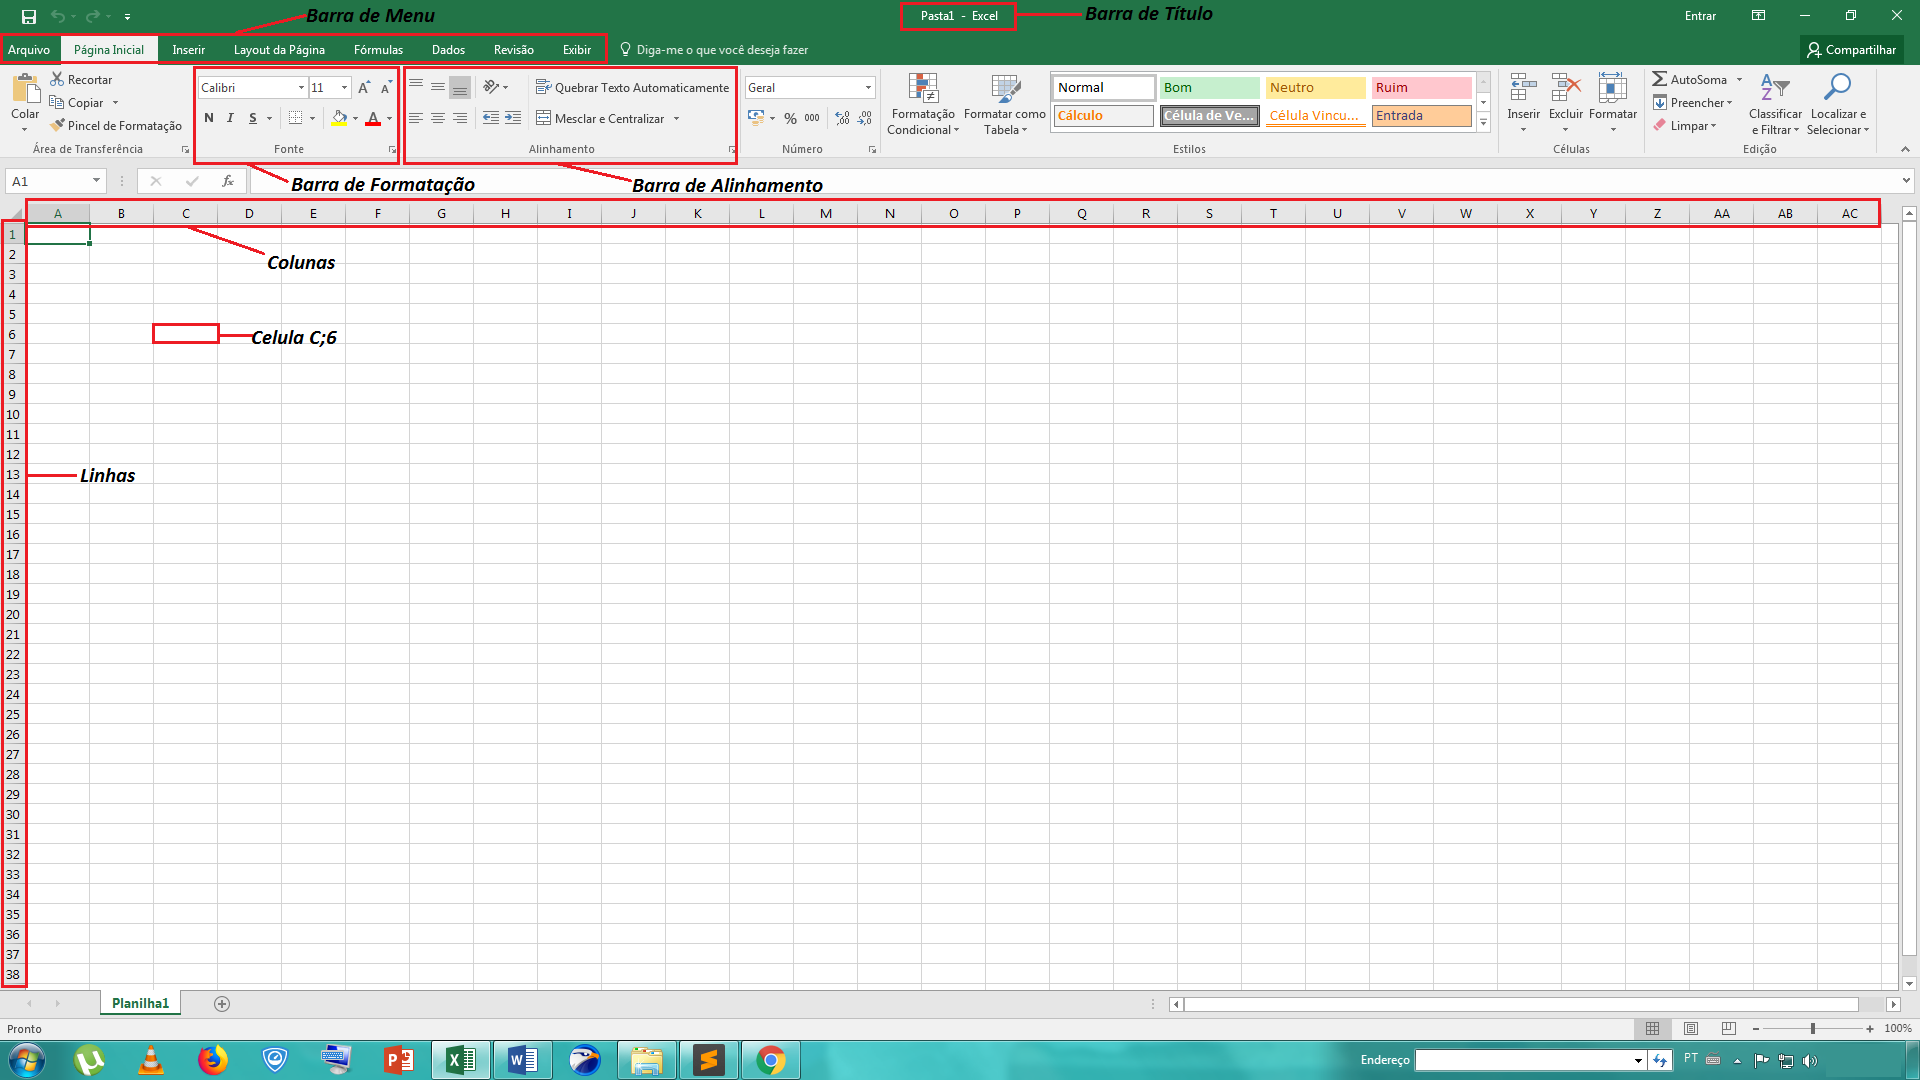 Barra de Menu
Pasta1 - Excel
Barra de Título
Entrar
Arquivo Página Inicial Inserir Layout da Página Fórmulas Dados Revisão Exibir Diga-me o que você deseja fazer Compartilhar
Colar
Recortar
Copiar
Pincel de Formatação
Área de Transferência
Calibri 11
N I S A
Fonte
Quebrar Texto Automaticamente
Mesclar e Centralizar
Alinhamento
Geral
% 000
Número
Formatação Condicional
Formatar como Tabela
Normal Bom Neutro Ruim
Cálculo Célula de Ve... Célula Vincu... Entrada
Estilos
Inserir Excluir Formatar
Células
AutoSoma
Preencher
Limpar
Classificar e Filtrar
Localizar e Selecionar
Edição
A1 fx
Barra de Formatação
Barra de Alinhamento
A B C D E F G H I J K L M N O P Q R S T U V W X Y Z AA AB AC
1
2
Colunas
3
4
5
6
Celula C;6
7
8
9
10
11
12
13
Linhas
14
15
16
17
18
19
20
21
22
23
24
25
26
27
28
29
30
31
32
33
34
35
36
37
38
Planilha1
Pronto
100%
Endereço
PT